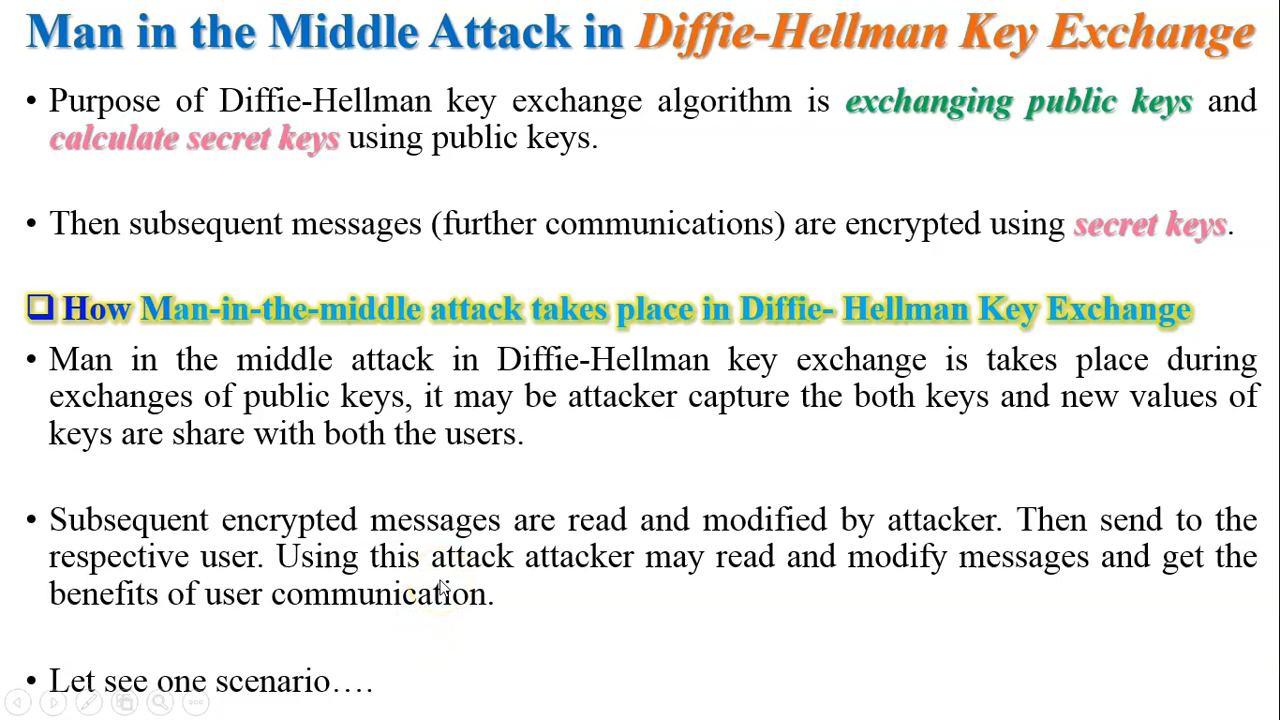 Man in the Middle Attack in Diffie-Hellman Key Exchange
• Purpose of Diffie-Hellman key exchange algorithm is exchanging public keys and
calculate secret keys using public keys.
• Then subsequent messages (further communications) are encrypted using secret keys.
❑ How Man-in-the-middle attack takes place in Diffie- Hellman Key Exchange
• Man in the middle attack in Diffie-Hellman key exchange is takes place during
exchanges of public keys, it may be attacker capture the both keys and new values of
keys are share with both the users.
• Subsequent encrypted messages are read and modified by attacker. Then send to the
respective user. Using this attack attacker may read and modify messages and get the
benefits of user communication.
• Let see one scenario….